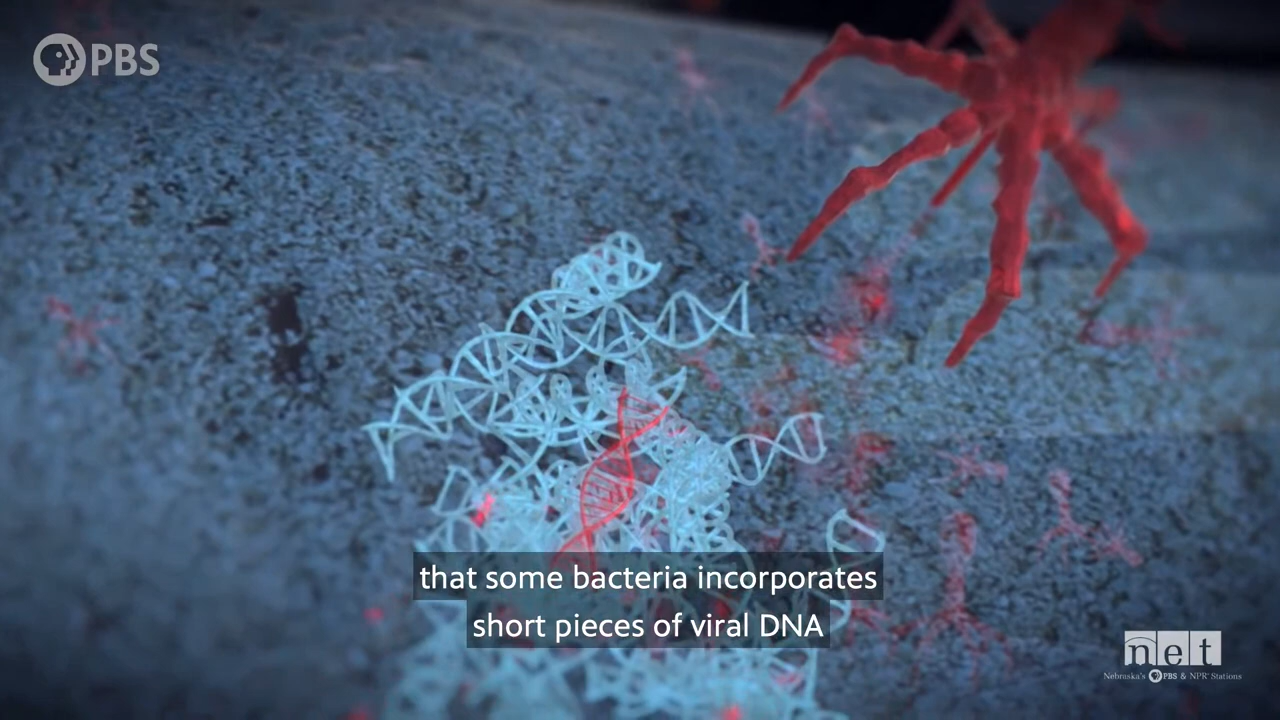 PBS
that some bacteria incorporates
short pieces of viral DNA
net
Nebraska's PBS & NPR Stations